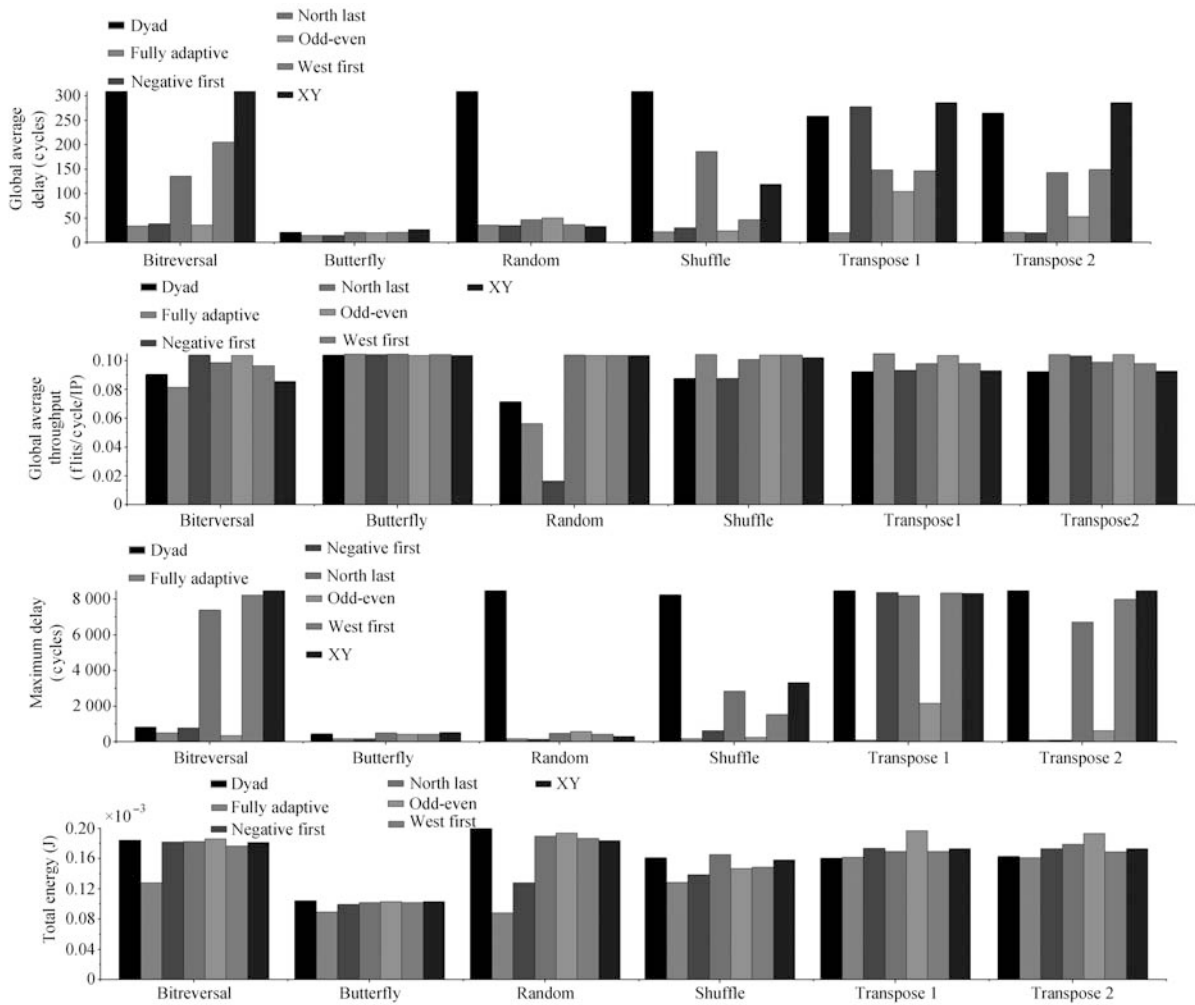 Dyad
Fully adaptive
Negative first
North last
Odd-even
West first
XY
Global average
delay (cycles)
300
250
200
150
100
50
0
Bitreversal
Butterfly
Random
Shuffle
Transpose 1
Transpose 2
Dyad
Fully adaptive
Negative first
North last
Odd-even
West first
XY
Global average
throughput
(flits/cycle/IP)
0.10
0.08
0.06
0.04
0.02
0
Biterversal
Butterfly
Random
Shuffle
Transpose1
Transpose2
Dyad
Fully adaptive
Negative first
North last
Odd-even
West first
XY
Maximum delay
(cycles)
8 000
6 000
4 000
2 000
0
Bitreversal
Butterfly
Random
Shuffle
Transpose 1
Transpose 2
Dyad
Fully adaptive
Negative first
North last
Odd-even
West first
XY
Total energy (J)
×10⁻³
0.20
0.16
0.12
0.08
0.04
0
Bitreversal
Butterfly
Random
Shuffle
Transpose 1
Transpose 2